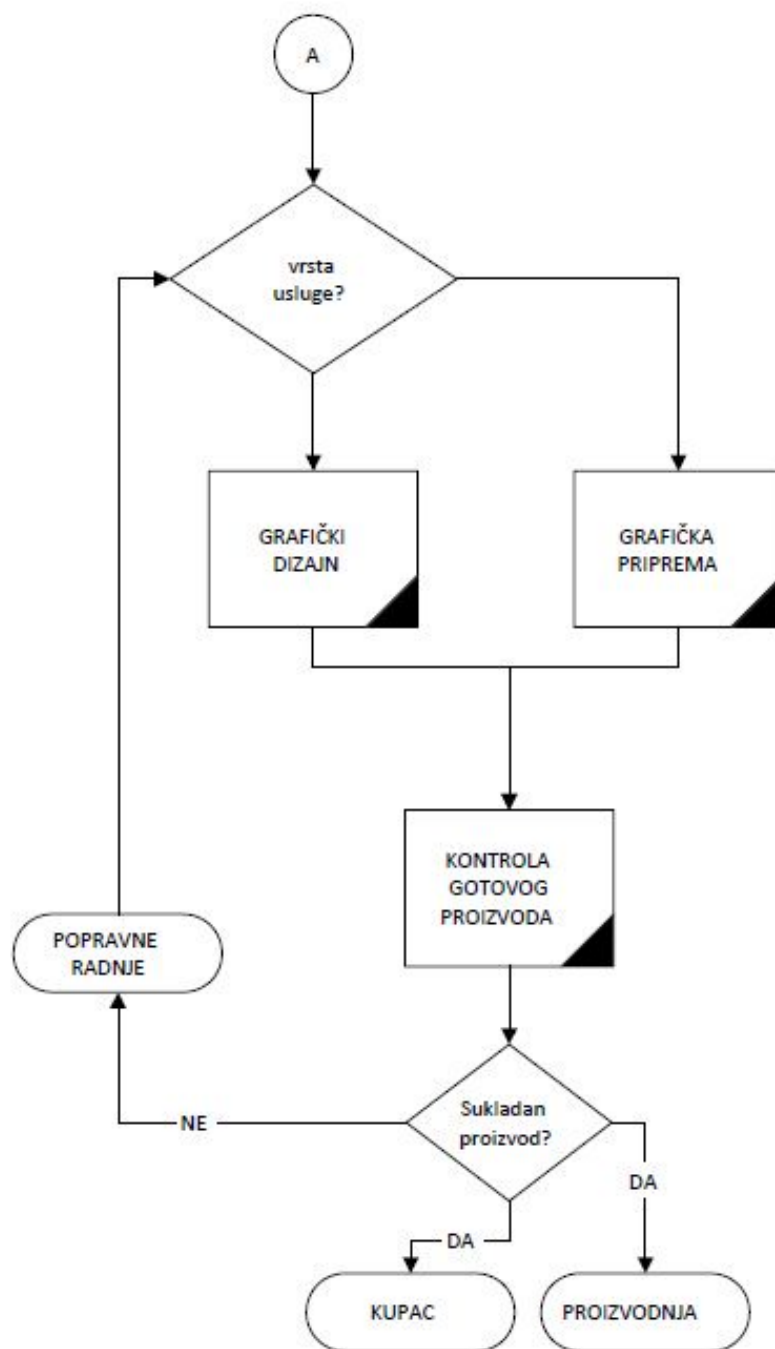 A
vrsta
usluge?
GRAFIČKI
DIZAJN
GRAFIČKA
PRIPREMA
KONTROLA
GOTOVOG
PROIZVODA
POPRAVNE
RADNJE
Sukladan
proizvod?
NE
DA
DA
KUPAC
PROIZVODNJA